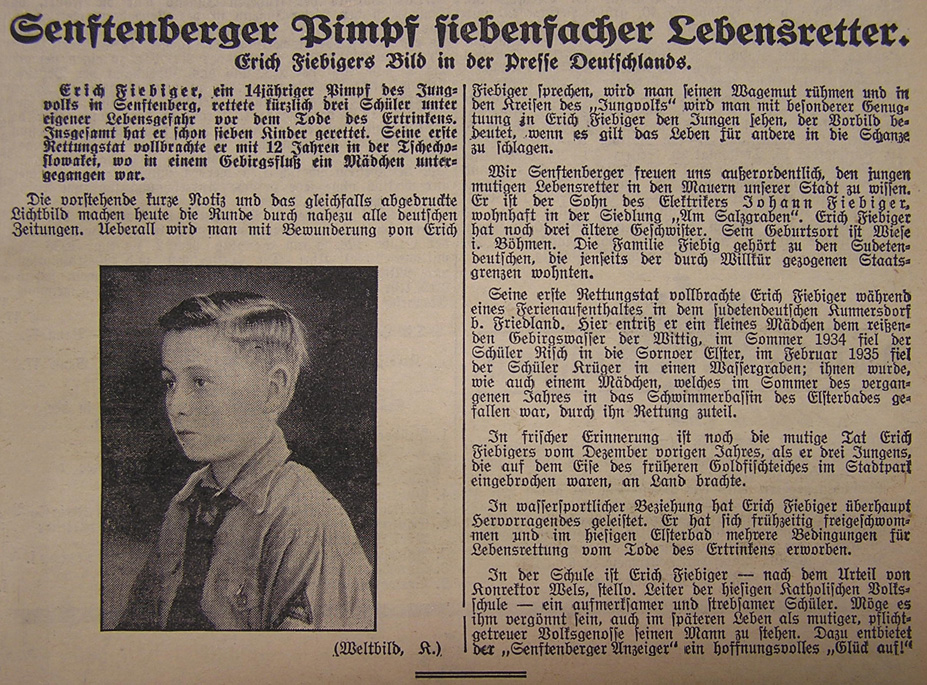 Senftenberger Pimpf siebenfacher Lebensretter.
Erich Fiebigers Bild in der Presse Deutschlands.
Erich Fiebiger, ein 14jähriger Pimpf des Jung-
volks in Senftenberg, rettete kürzlich drei Schüler unter
eigener Lebensgefahr vor dem Tode des Ertrinkens.
Insgesamt hat er schon sieben Kinder gerettet. Seine erste
Rettungstat vollbrachte er mit 12 Jahren in der Tschecho-
slowakei, wo in einem Gebirgsfluß ein Mädchen unter-
gegangen war.
Die vorstehende kurze Notiz und das gleichfalls abgedruckte
Lichtbild machen heute die Runde durch nahezu alle deutschen
Zeitungen. Ueberall wird man mit Bewunderung von Erich
(Weltbild, K.)
Fiebiger sprechen, wird man seinen Wagemut rühmen und in
den Kreisen des „Jungvolks“ wird man mit besonderer Genug-
tuung in Erich Fiebiger den Jungen sehen, der Vorbild be-
deutet, wenn es gilt das Leben für andere in die Schanze
zu schlagen.
Wir Senftenberger freuen uns außerordentlich, den jungen
mutigen Lebensretter in den Mauern unserer Stadt zu wissen.
Er ist der Sohn des Elektrikers Johann Fiebiger,
wohnhaft in der Siedlung „Am Salzgraben“. Erich Fiebiger
hat noch drei ältere Geschwister. Sein Geburtsort ist Wiese
i. Böhmen. Die Familie Fiebig gehört zu den Sudeten-
deutschen, die jenseits der durch Willkür gezogenen Staats-
grenzen wohnten.
Seine erste Rettungstat vollbrachte Erich Fiebiger während
eines Ferienaufenthaltes in dem sudetendeutschen Kunnersdorf
b. Friedland. Hier entriß er ein kleines Mädchen dem reißen-
den Gebirgswasser der Wittig, im Sommer 1934 fiel der
Schüler Risch in die Sornoer Elster, im Februar 1935 fiel
der Schüler Krüger in einen Wassergraben; ihnen wurde,
wie auch einem Mädchen, welches im Sommer des vergan-
genen Jahres in das Schwimmerbassin des Elsterbades ge-
fallen war, durch ihn Rettung zuteil.
In frischer Erinnerung ist noch die mutige Tat Erich
Fiebigers vom Dezember vorigen Jahres, als er drei Jungens,
die auf dem Eise des früheren Goldfischteiches im Stadtpark
eingebrochen waren, an Land brachte.
In wassersportlicher Beziehung hat Erich Fiebiger überhaupt
Hervorragendes geleistet. Er hat sich frühzeitig freigeschwom-
men und im hiesigen Elsterbad mehrere Bedingungen für
Lebensrettung vom Tode des Ertrinkens erworben.
In der Schule ist Erich Fiebiger — nach dem Urteil von
Konrektor Wels, stellv. Leiter der hiesigen Katholischen Volks-
schule — ein aufmerksamer und strebsamer Schüler. Möge es
ihm vergönnt sein, auch im späteren Leben als mutiger, pflicht-
getreuer Volksgenosse seinen Mann zu stehen. Dazu entbietet
der „Senftenberger Anzeiger“ ein hoffnungsvolles „Glück auf!“